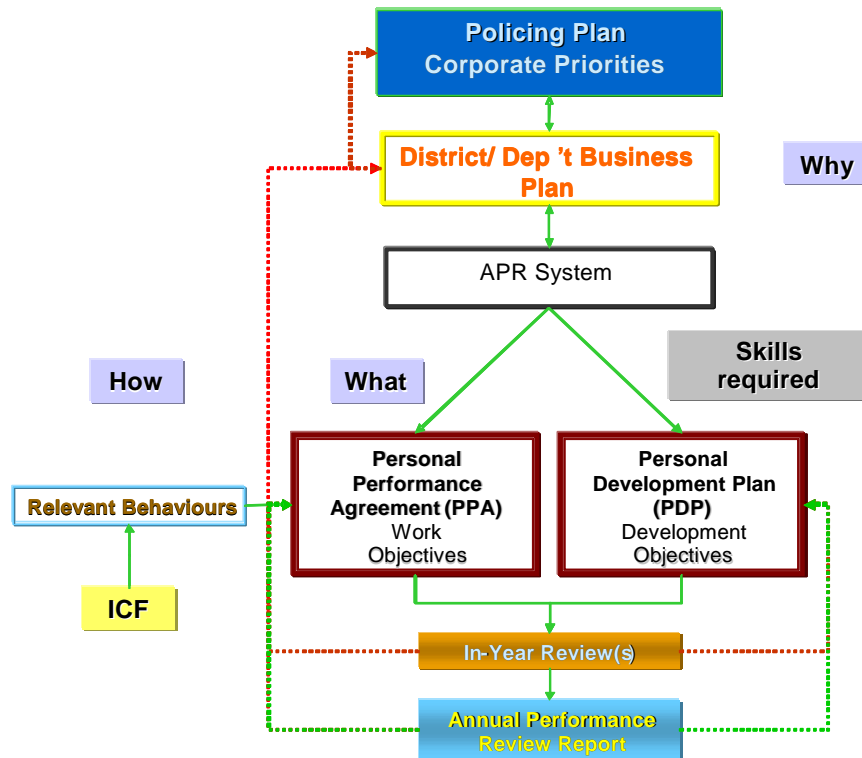 Policing Plan
Corporate Priorities
District/ Dep 't Business
Plan
Why
APR System
Skills
required
How
What
Personal
Performance
Agreement (PPA)
Work
Objectives
Personal
Development Plan
(PDP)
Development
Objectives
Relevant Behaviours
ICF
In-Year Review(s)
Annual Performance
Review Report